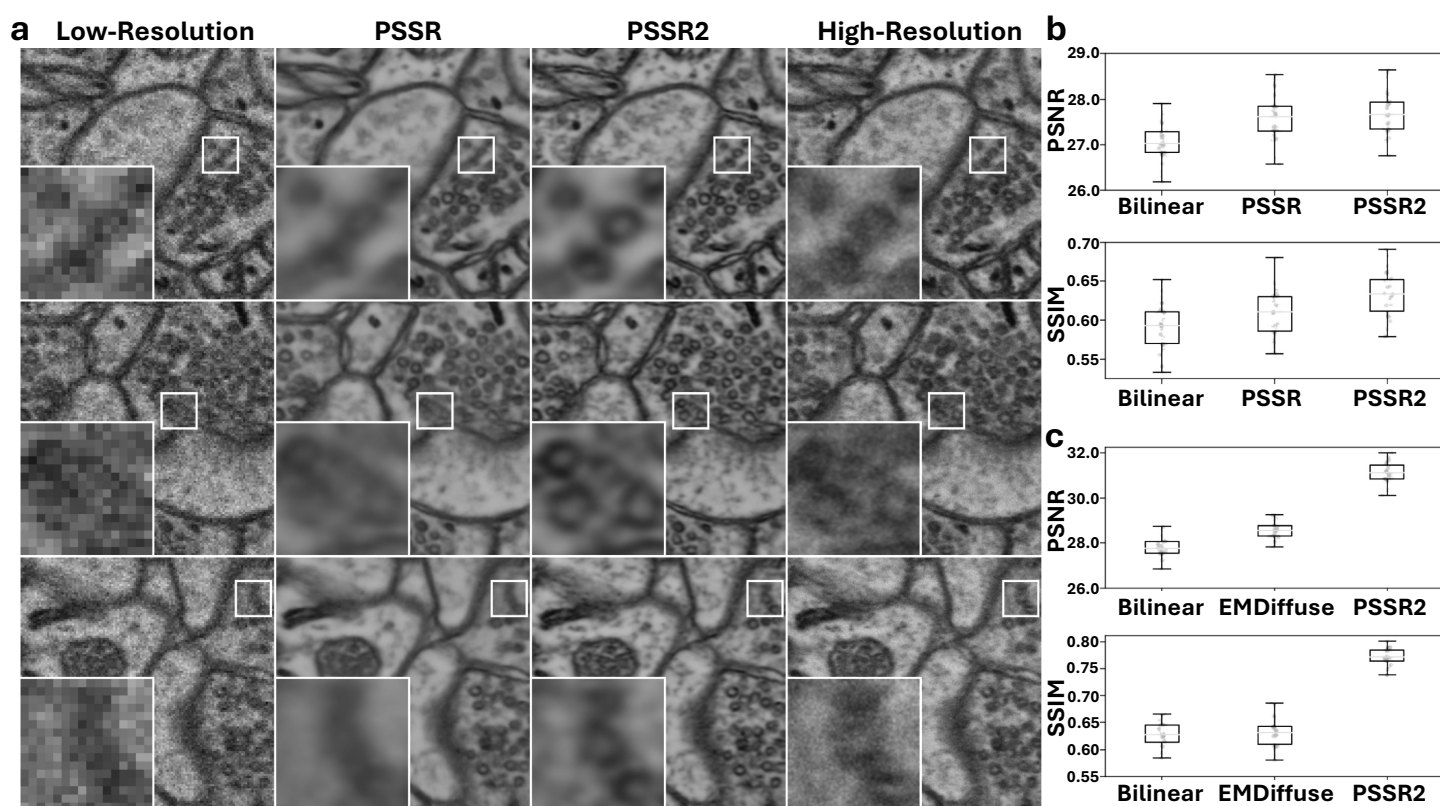 a
Low-Resolution PSSR PSSR2 High-Resolution
b
29.0
28.0
27.0
26.0
PSNR
Bilinear PSSR PSSR2
0.70
0.65
0.60
0.55
SSIM
Bilinear PSSR PSSR2
c
32.0
30.0
28.0
26.0
PSNR
Bilinear EMDiffuse PSSR2
0.80
0.75
0.70
0.65
0.60
0.55
SSIM
Bilinear EMDiffuse PSSR2